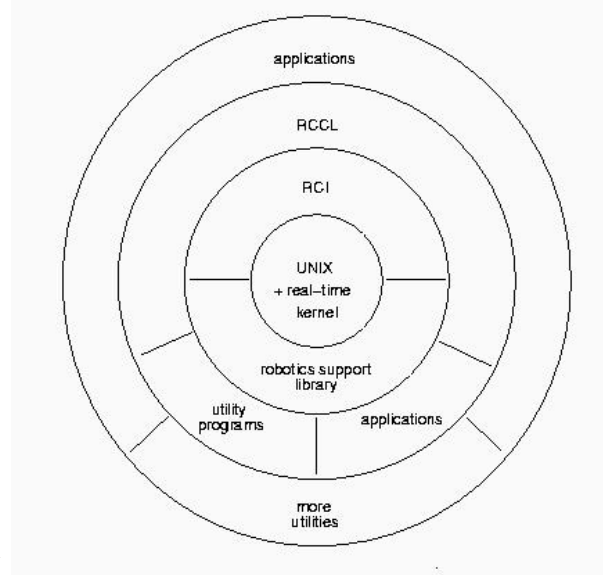 applications
RCCL
RCI
UNIX
+ real-time
kernel
robotics support
library
utility
programs
applications
more
utilities